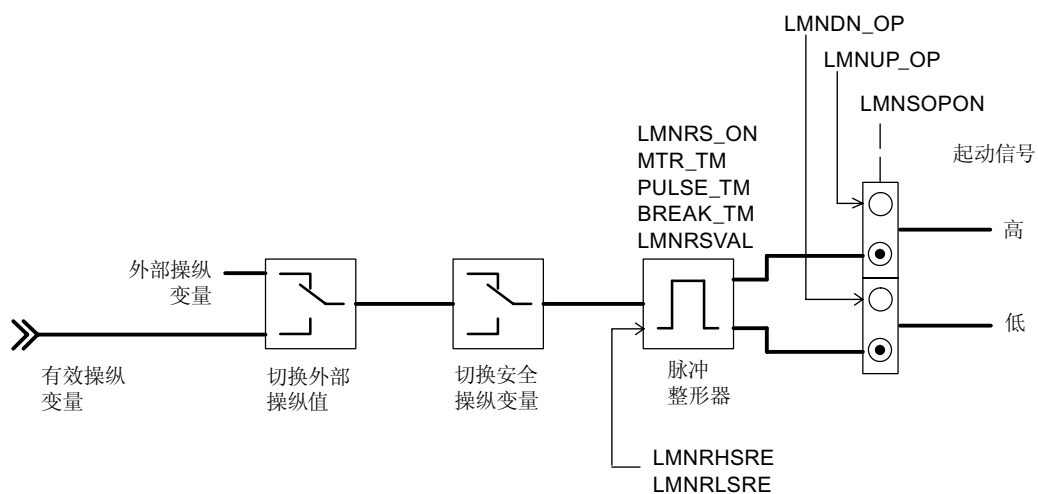 LMNDN_OP
LMNUP_OP
LMNSOPON
起动信号
LMNRS_ON
MTR_TM
PULSE_TM
BREAK_TM
LMNRSVAL
高
外部操纵
变量
低
有效操纵
变量
切换外部
操纵值
切换安全
操纵变量
脉冲
整形器
LMNRHSRE
LMNRLSRE